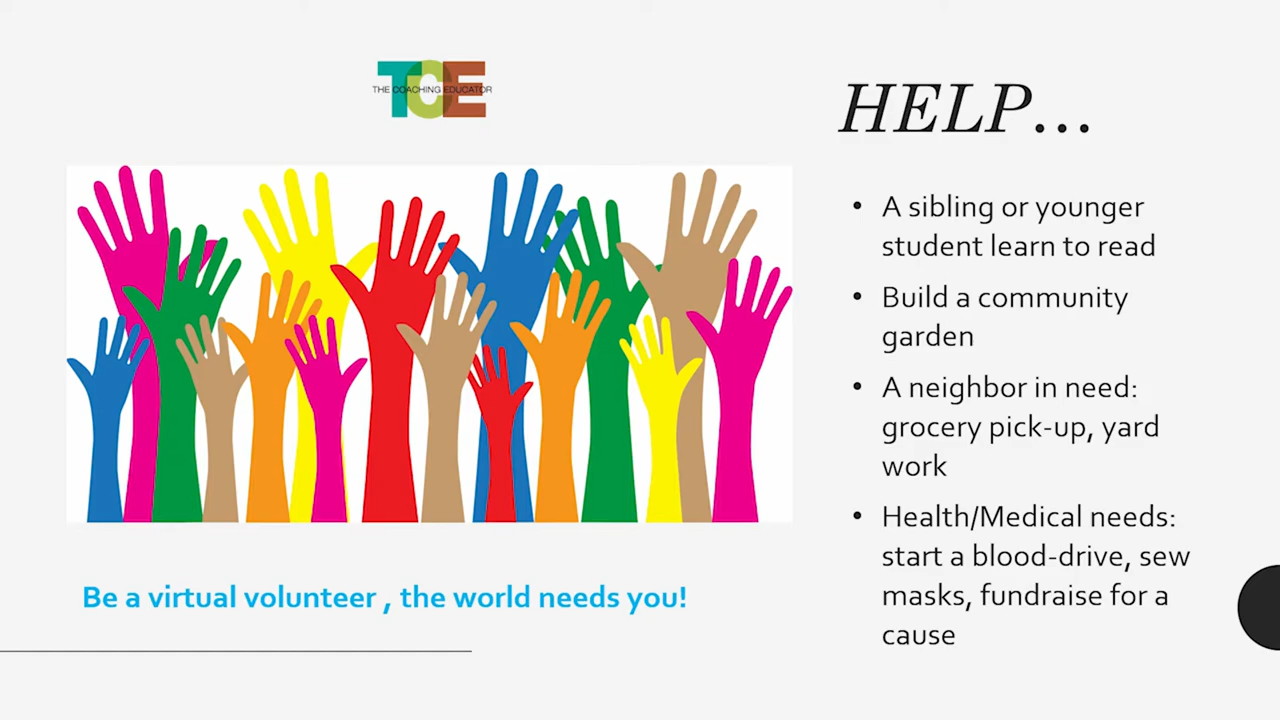 TCE
THE COACHING EDUCATOR
HELP...
• A sibling or younger
student learn to read
• Build a community
garden
• A neighbor in need:
grocery pick-up, yard
work
• Health/Medical needs:
start a blood-drive, sew
masks, fundraise for a
cause
Be a virtual volunteer , the world needs you!